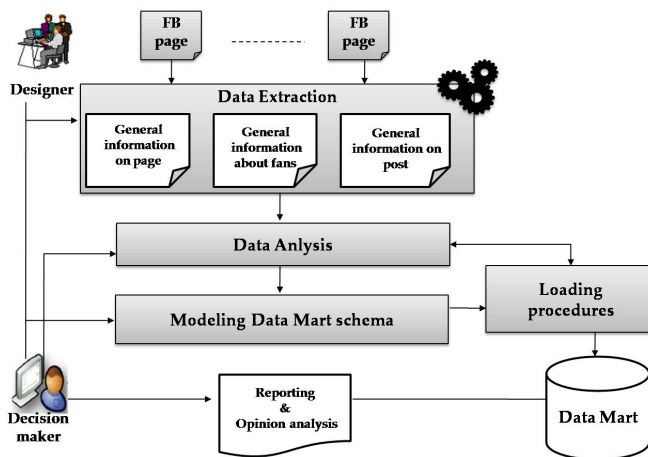 FB
page
FB
page
Designer
Data Extraction
General
information
on page
General
information
about fans
General
information on
post
Data Anlysis
Modeling Data Mart schema
Loading
procedures
Decision
maker
Reporting
&
Opinion analysis
Data Mart